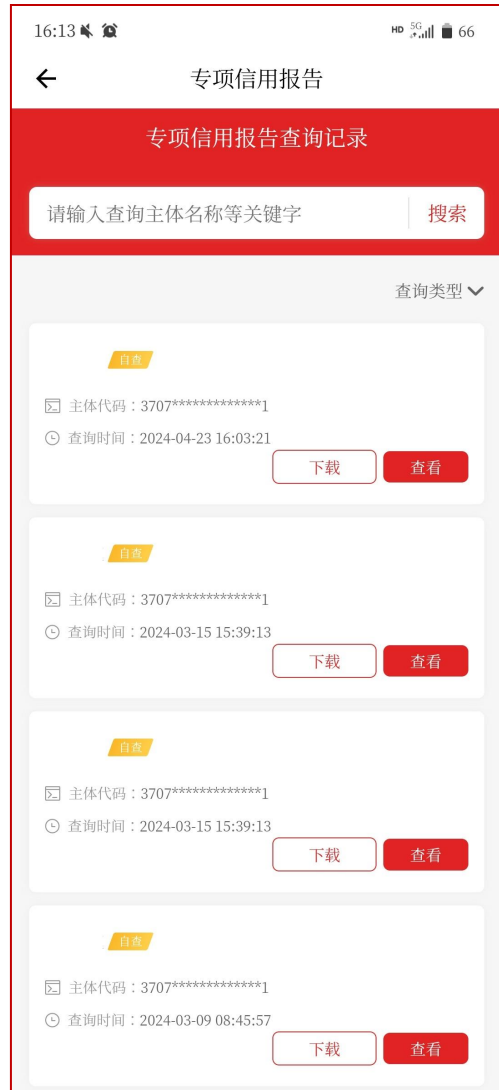 16:13 HD 5G 66
专项信用报告
专项信用报告查询记录
请输入查询主体名称等关键字 搜索
查询类型
自查
主体代码：3707*************1
查询时间：2024-04-23 16:03:21
下载 查看
自查
主体代码：3707*************1
查询时间：2024-03-15 15:39:13
下载 查看
自查
主体代码：3707*************1
查询时间：2024-03-15 15:39:13
下载 查看
自查
主体代码：3707*************1
查询时间：2024-03-09 08:45:57
下载 查看